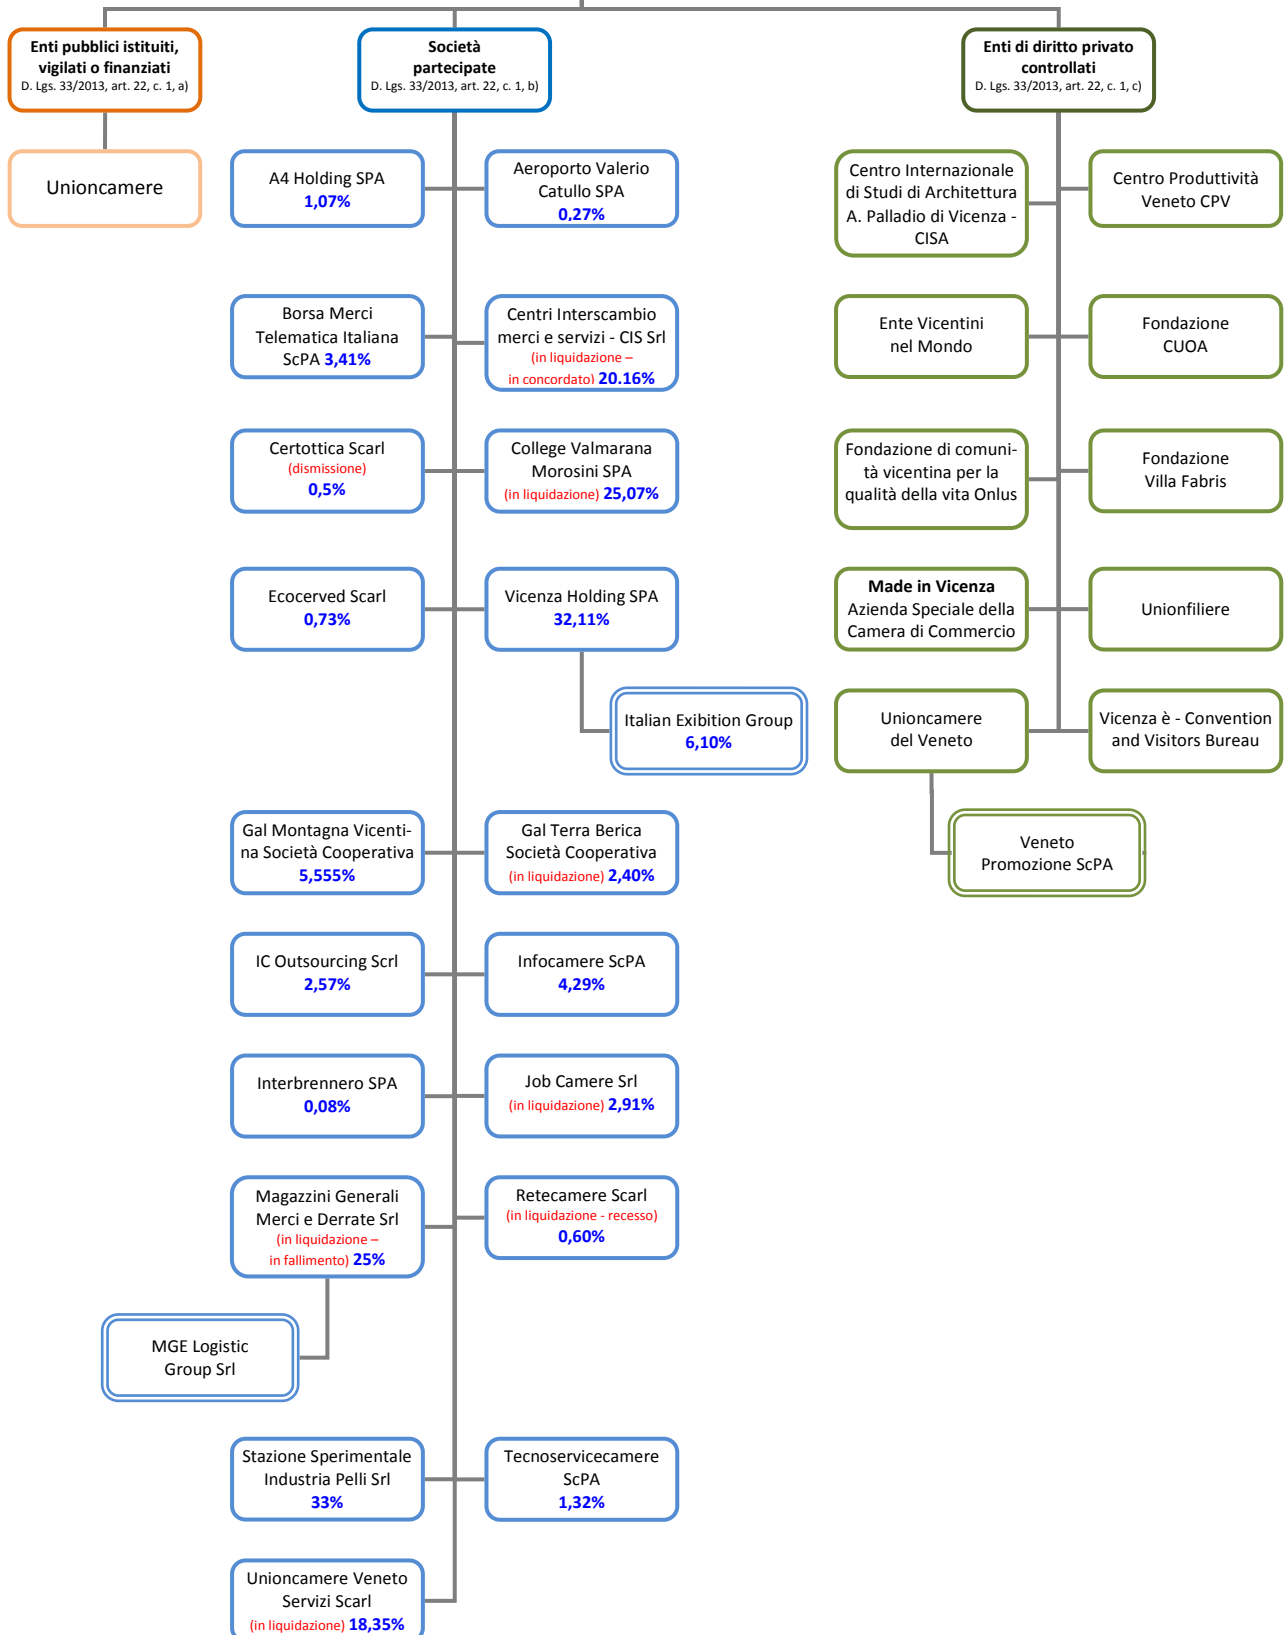 Enti pubblici istituiti,
vigilati o finanziati
D. Lgs. 33/2013, art. 22, c. 1, a)
Società
partecipate
D. Lgs. 33/2013, art. 22, c. 1, b)
Enti di diritto privato
controllati
D. Lgs. 33/2013, art. 22, c. 1, c)
Unioncamere
A4 Holding SPA
1,07%
Aeroporto Valerio
Catullo SPA
0,27%
Centro Internazionale
di Studi di Architettura
A. Palladio di Vicenza -
CISA
Centro Produttività
Veneto CPV
Borsa Merci
Telematica Italiana
ScPA 3,41%
Centri Interscambio
merci e servizi - CIS Srl
(in liquidazione –
in concordato) 20.16%
Ente Vicentini
nel Mondo
Fondazione
CUOA
Certottica Scarl
(dismissione)
0,5%
College Valmarana
Morosini SPA
(in liquidazione) 25,07%
Fondazione di comuni-
tà vicentina per la
qualità della vita Onlus
Fondazione
Villa Fabris
Ecocerved Scarl
0,73%
Vicenza Holding SPA
32,11%
Made in Vicenza
Azienda Speciale della
Camera di Commercio
Unionfiliere
Italian Exibition Group
6,10%
Unioncamere
del Veneto
Vicenza è - Convention
and Visitors Bureau
Gal Montagna Vicenti-
na Società Cooperativa
5,555%
Gal Terra Berica
Società Cooperativa
(in liquidazione) 2,40%
Veneto
Promozione ScPA
IC Outsourcing Scrl
2,57%
Infocamere ScPA
4,29%
Interbrennero SPA
0,08%
Job Camere Srl
(in liquidazione) 2,91%
Magazzini Generali
Merci e Derrate Srl
(in liquidazione –
in fallimento) 25%
Retecamere Scarl
(in liquidazione - recesso)
0,60%
MGE Logistic
Group Srl
Stazione Sperimentale
Industria Pelli Srl
33%
Tecnoservicecamere
ScPA
1,32%
Unioncamere Veneto
Servizi Scarl
(in liquidazione) 18,35%